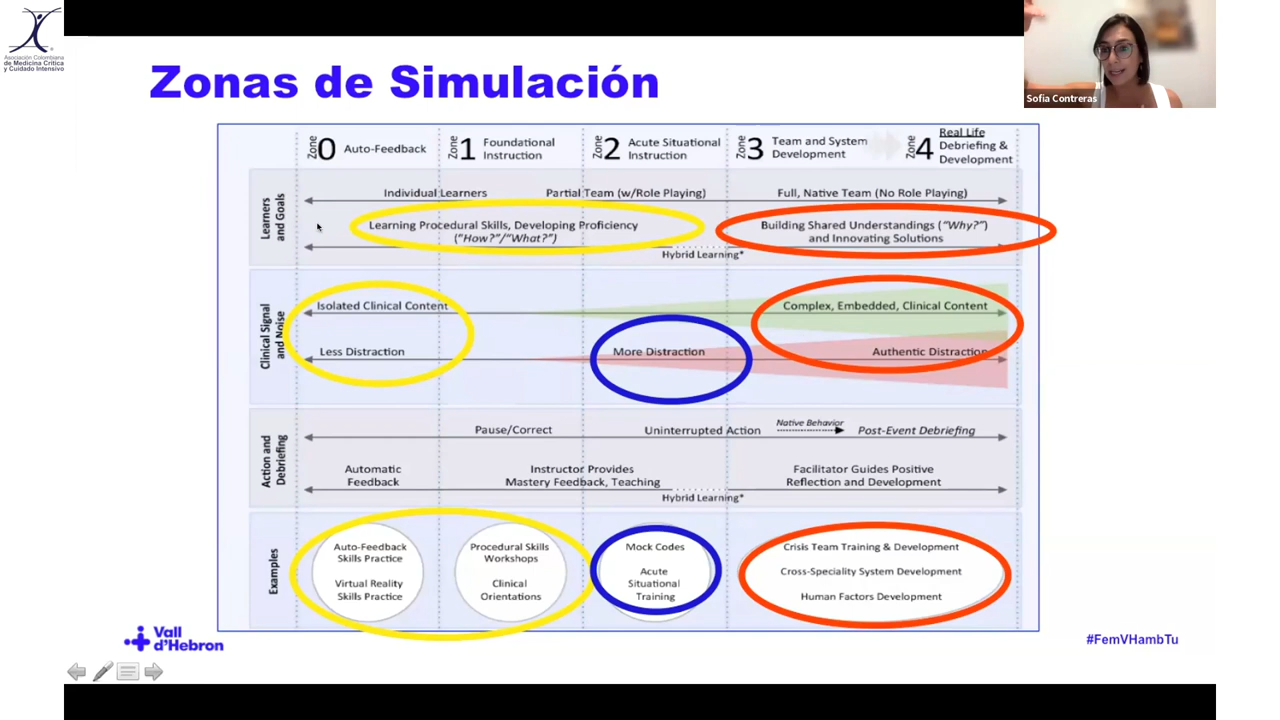 Asociación Colombiana
de Medicina Crítica
y Cuidado Intensivo
Sofia Contreras
Zonas de Simulación
Zone 0 Auto-Feedback
Zone 1 Foundational
Instruction
Zone 2 Acute Situational
Instruction
Zone 3 Team and System
Development
Zone 4 Real Life
Debriefing &
Development
Learners
and Goals
Individual Learners
Partial Team (w/Role Playing)
Full, Native Team (No Role Playing)
Learning Procedural Skills, Developing Proficiency
("How?"/"What?")
Building Shared Understandings ("Why?")
and Innovating Solutions
Hybrid Learning*
Clinical Signal
and Noise
Isolated Clinical Content
Complex, Embedded, Clinical Content
Less Distraction
More Distraction
Authentic Distraction
Action and
Debriefing
Pause/Correct
Uninterrupted Action
Native Behavior
Post-Event Debriefing
Automatic
Feedback
Instructor Provides
Mastery Feedback, Teaching
Facilitator Guides Positive
Reflection and Development
Hybrid Learning*
Examples
Auto-Feedback
Skills Practice
Virtual Reality
Skills Practice
Procedural Skills
Workshops
Clinical
Orientations
Mock Codes
Acute
Situational
Training
Crisis Team Training & Development
Cross-Speciality System Development
Human Factors Development
Vall
d'Hebron
#FemVHambTu